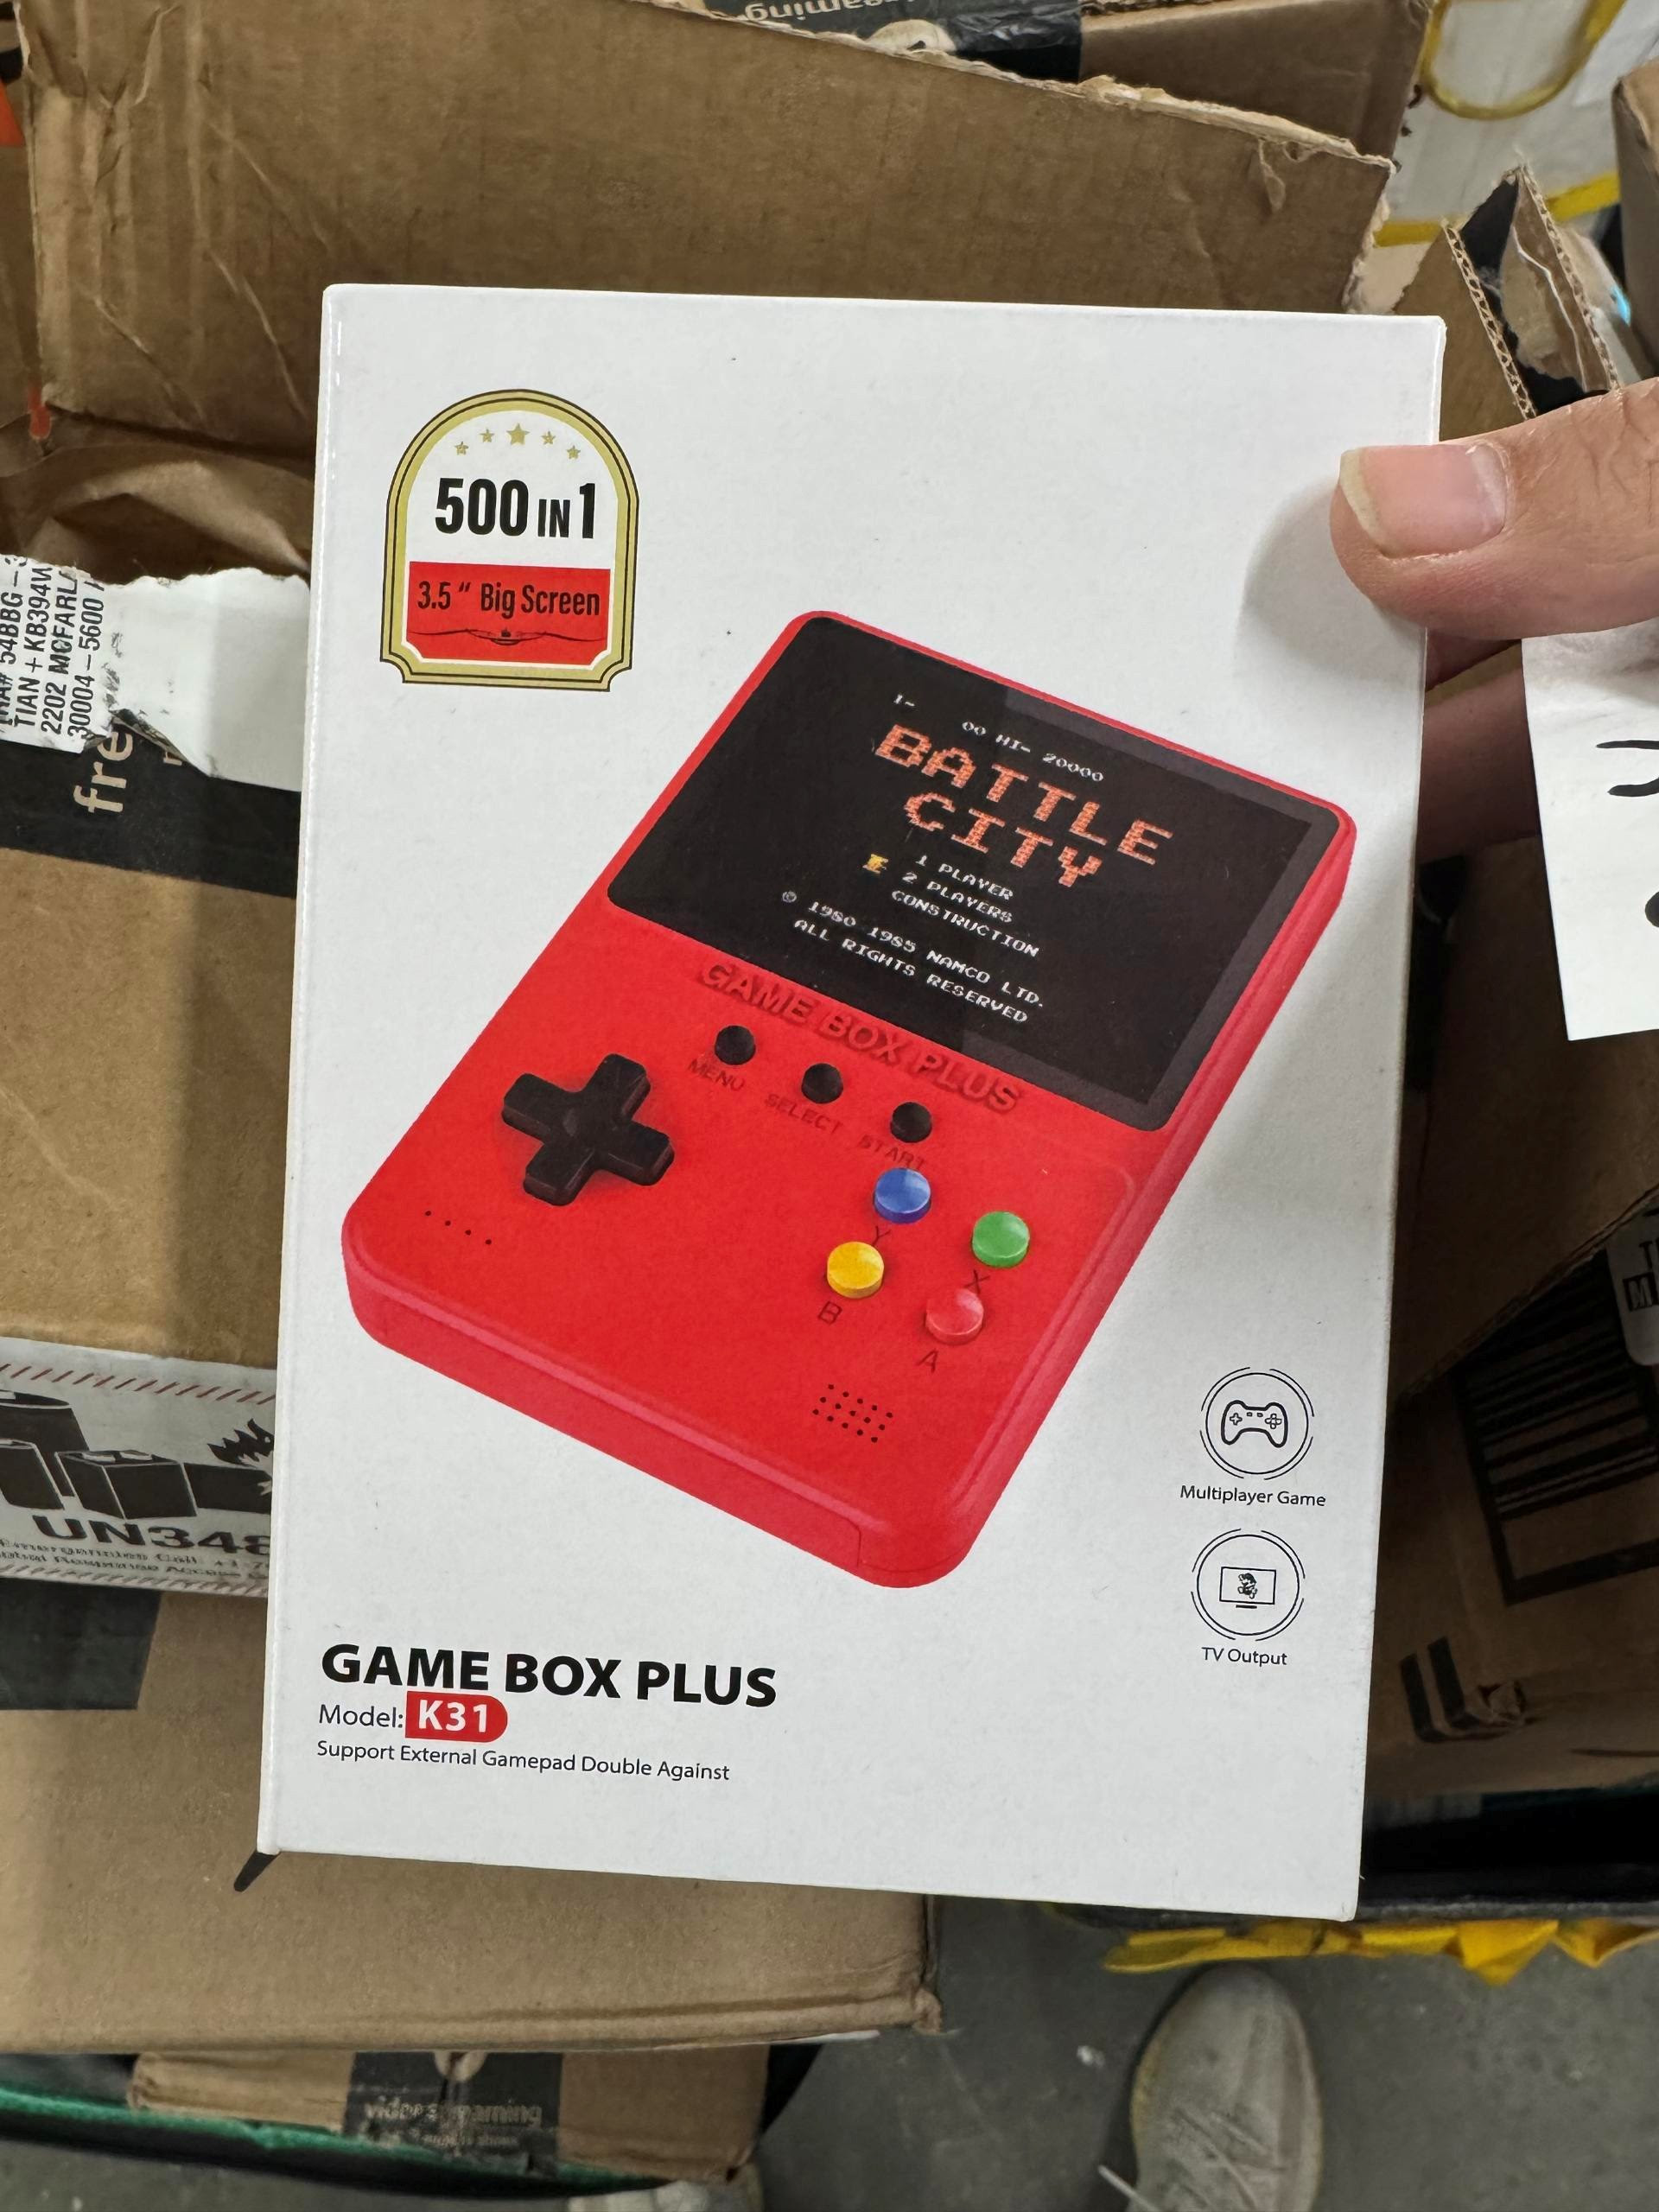 500 IN 1
3.5 " Big Screen
I- 00 HI- 20000
BATTLE
CITY
1 PLAYER
2 PLAYERS
CONSTRUCTION
© 1980 1985 NAMCO LTD.
ALL RIGHTS RESERVED
GAME BOX PLUS
MENU
SELECT
START
Y
X
B
A
Multiplayer Game
TV Output
GAME BOX PLUS
Model: K31
Support External Gamepad Double Against
54BBG
TIAN + KB394
2202 MCFARL
30004-5600
fre
UN348